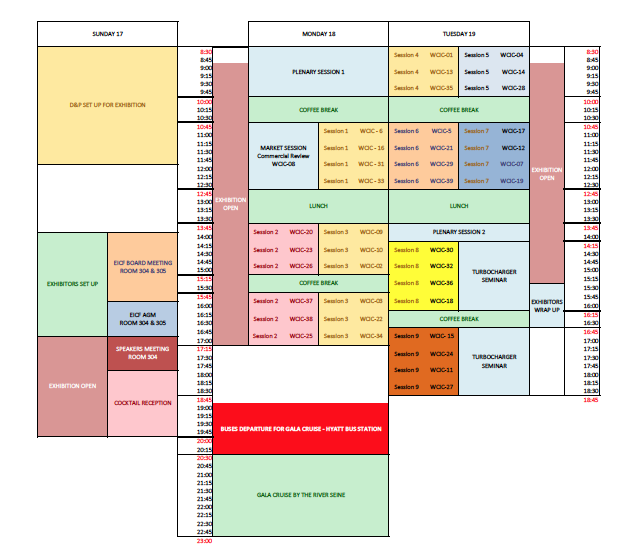 SUNDAY 17 MONDAY 18 TUESDAY 19
8:30 Session 4 WCIC-01 Session 5 WCIC-04 8:30
8:45 8:45
9:00 9:00
9:15 PLENARY SESSION 1 Session 4 WCIC-13 Session 5 WCIC-14 9:15
9:30 9:30
9:45 Session 4 WCIC-35 Session 5 WCIC-28 9:45
10:00 10:00
D&P SET UP FOR EXHIBITION 10:15 COFFEE BREAK COFFEE BREAK 10:15
10:30 10:30
10:45 Session 1 WCIC - 6 Session 6 WCIC-5 Session 7 WCIC-17 10:45
11:00 11:00
11:15 MARKET SESSION Session 1 WCIC - 16 Session 6 WCIC-21 Session 7 WCIC-12 11:15
11:30 Commercial Review 11:30
11:45 WCIC-08 Session 1 WCIC - 31 Session 6 WCIC-29 Session 7 WCIC-07 11:45
12:00 12:00
12:15 Session 1 WCIC - 33 Session 6 WCIC-39 Session 7 WCIC-19 EXHIBITION 12:15
12:30 OPEN 12:30
12:45 EXHIBITION 12:45
13:00 OPEN LUNCH LUNCH 13:00
13:15 13:15
13:30 13:30
13:45 Session 2 WCIC-20 Session 3 WCIC-09 PLENARY SESSION 2 13:45
14:00 14:00
14:15 Session 2 WCIC-23 Session 3 WCIC-10 Session 8 WCIC-30 14:15
14:30 14:30
EICF BOARD MEETING 14:45 Session 2 WCIC-26 Session 3 WCIC-02 Session 8 WCIC-32 TURBOCHARGER 14:45
ROOM 304 & 305 15:00 SEMINAR 15:00
EXHIBITORS SET UP 15:15 COFFEE BREAK Session 8 WCIC-36 15:15
15:30 15:30
15:45 Session 2 WCIC-37 Session 3 WCIC-03 Session 8 WCIC-18 EXHIBITORS 15:45
16:00 WRAP UP 16:00
EICF AGM 16:15 Session 2 WCIC-38 Session 3 WCIC-22 COFFEE BREAK 16:15
ROOM 304 & 305 16:30 16:30
16:45 Session 2 WCIC-25 Session 3 WCIC-34 Session 9 WCIC- 15 16:45
17:00 17:00
SPEAKERS MEETING 17:15 Session 9 WCIC-24 17:15
ROOM 304 17:30 TURBOCHARGER 17:30
17:45 Session 9 WCIC-11 SEMINAR 17:45
EXHIBITION OPEN 18:00 18:00
18:15 Session 9 WCIC-27 18:15
COCKTAIL RECEPTION 18:30 18:30
18:45 18:45
19:00
19:15
19:30 BUSES DEPARTURE FOR GALA CRUISE - HYATT BUS STATION
19:45
20:00
20:15
20:30
20:45
21:00
21:15
21:30 GALA CRUISE BY THE RIVER SEINE
21:45
22:00
22:15
22:30
22:45
23:00